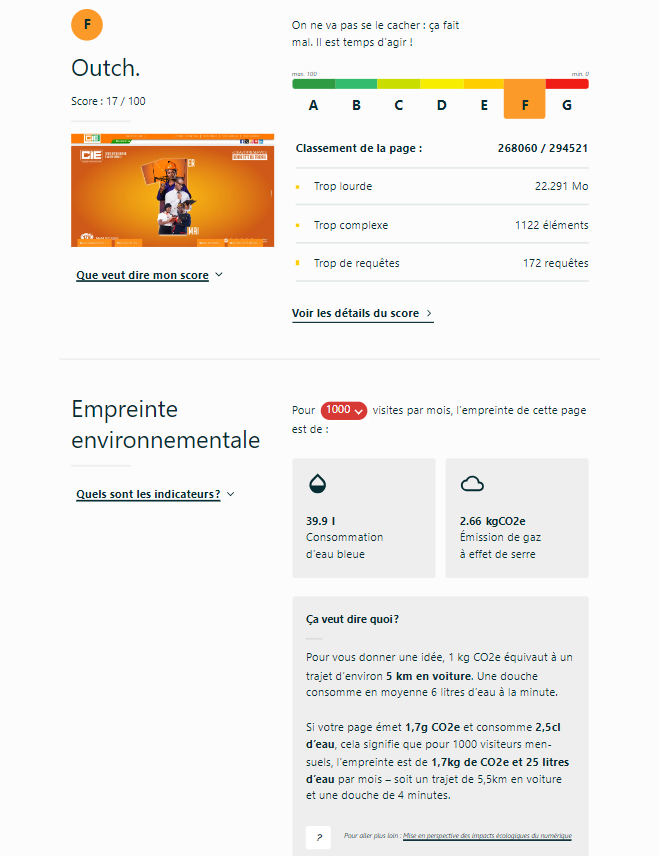 F
Outch.
Score : 17 / 100
CIE
Que veut dire mon score
On ne va pas se le cacher : ça fait
mal. Il est temps d'agir !
max. 100
min. 0
A B C D E F G
Classement de la page : 268060 / 294521
Trop lourde 22.291 Mo
Trop complexe 1122 éléments
Trop de requêtes 172 requêtes
Voir les détails du score
Empreinte
environnementale
Quels sont les indicateurs ?
Pour 1000 visites par mois, l'empreinte de cette page
est de :
39.9 l
Consommation
d'eau bleue
2.66 kgCO2e
Émission de gaz
à effet de serre
Ça veut dire quoi ?
Pour vous donner une idée, 1 kg CO2e équivaut à un
trajet d'environ 5 km en voiture. Une douche
consomme en moyenne 6 litres d'eau à la minute.
Si votre page émet 1,7g CO2e et consomme 2,5cl
d'eau, cela signifie que pour 1000 visiteurs men-
suels, l'empreinte est de 1,7kg de CO2e et 25 litres
d'eau par mois – soit un trajet de 5,5km en voiture
et une douche de 4 minutes.
?
Pour aller plus loin : Mise en perspective des impacts écologiques du numérique